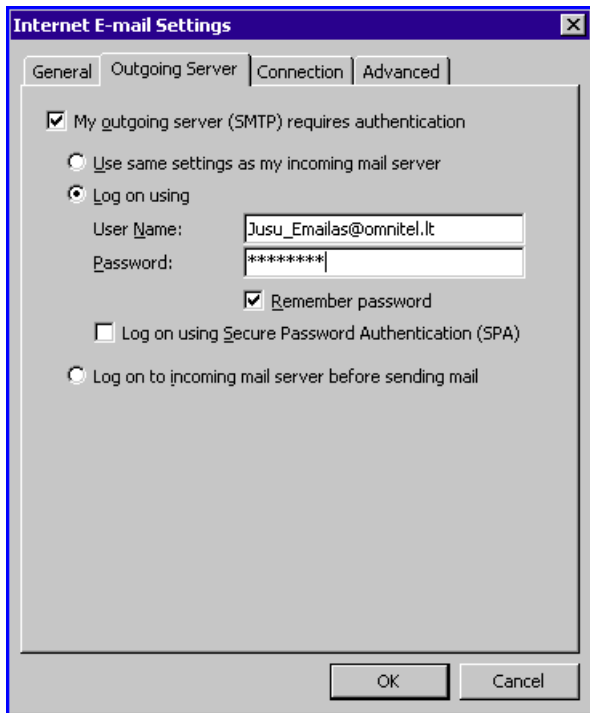 Internet E-mail Settings
General Outgoing Server Connection Advanced
My outgoing server (SMTP) requires authentication
Use same settings as my incoming mail server
Log on using
User Name: Jusu_Emailas@omnitel.lt
Password: ********
Remember password
Log on using Secure Password Authentication (SPA)
Log on to incoming mail server before sending mail
OK Cancel